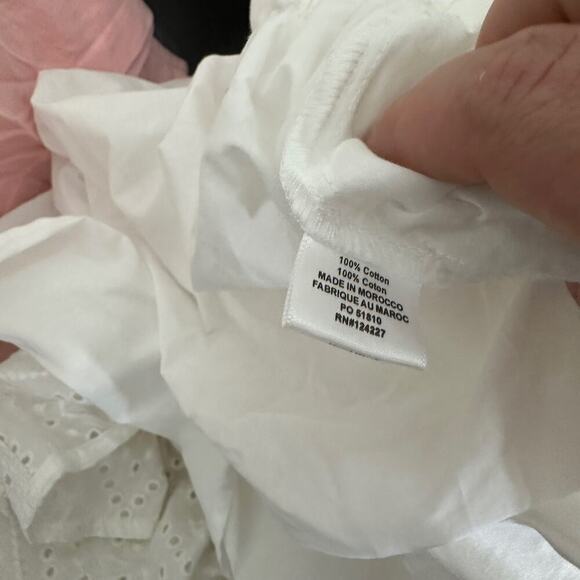 100% Cotton
100% Coton
MADE IN MOROCCO
FABRIQUE AU MAROC
PO 51810
RN#124227